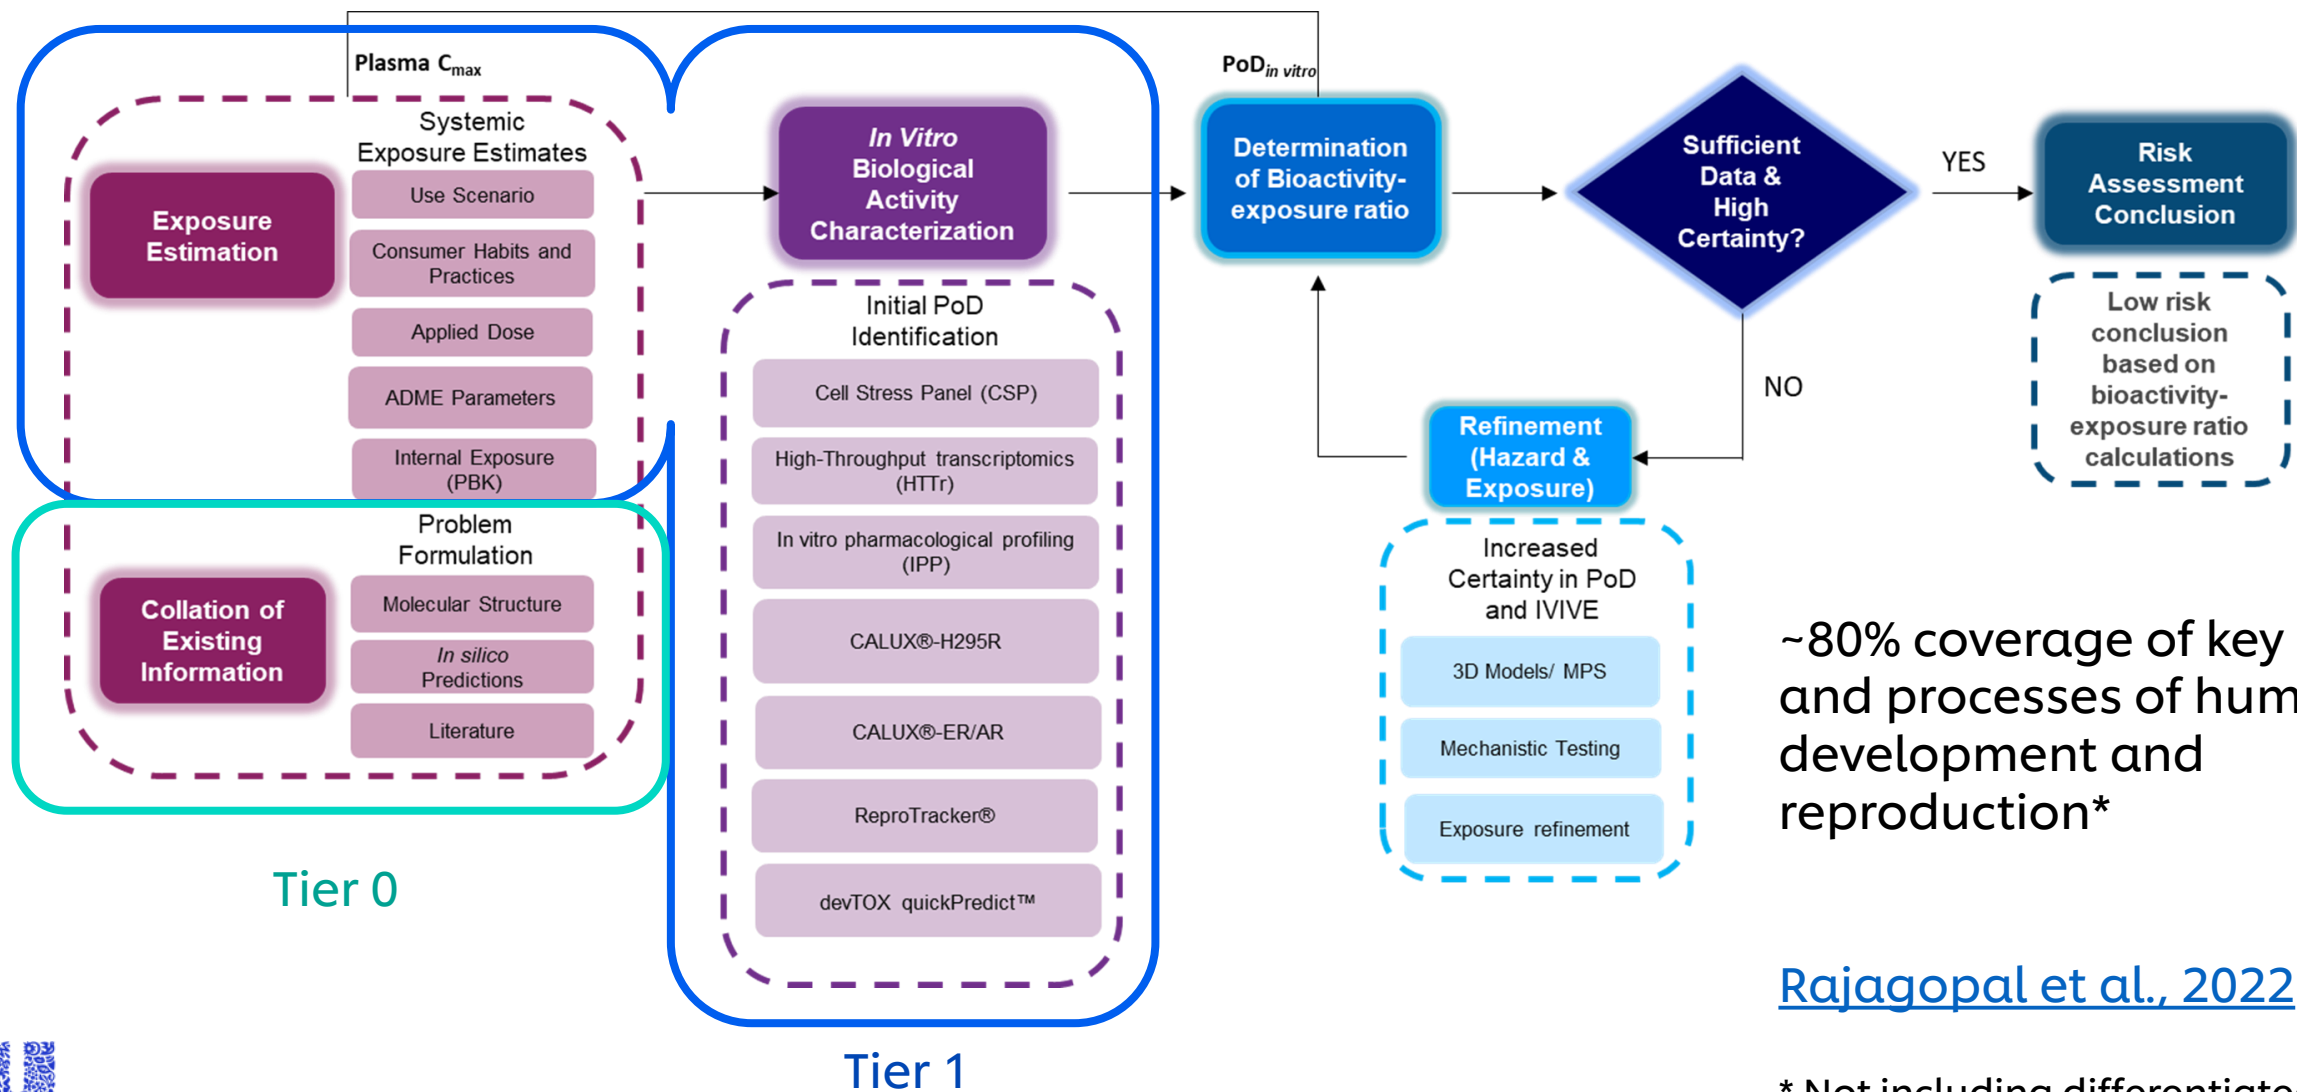 Plasma Cmax
PoDin vitro
Systemic
Exposure Estimates
Exposure
Estimation
Use Scenario
Consumer Habits and
Practices
Applied Dose
ADME Parameters
Internal Exposure
(PBK)
Problem
Formulation
Collation of
Existing
Information
Molecular Structure
In silico
Predictions
Literature
Tier 0
In Vitro
Biological
Activity
Characterization
Initial PoD
Identification
Cell Stress Panel (CSP)
High-Throughput transcriptomics
(HTTr)
In vitro pharmacological profiling
(IPP)
CALUX®-H295R
CALUX®-ER/AR
ReproTracker®
devTOX quickPredict™
Tier 1
Determination
of Bioactivity-
exposure ratio
Sufficient
Data &
High
Certainty?
YES
NO
Risk
Assessment
Conclusion
Low risk
conclusion
based on
bioactivity-
exposure ratio
calculations
Refinement
(Hazard &
Exposure)
Increased
Certainty in PoD
and IVIVE
3D Models/ MPS
Mechanistic Testing
Exposure refinement
~80% coverage of key
and processes of hum
development and
reproduction*
Rajagopal et al., 2022
* Not including differentiate